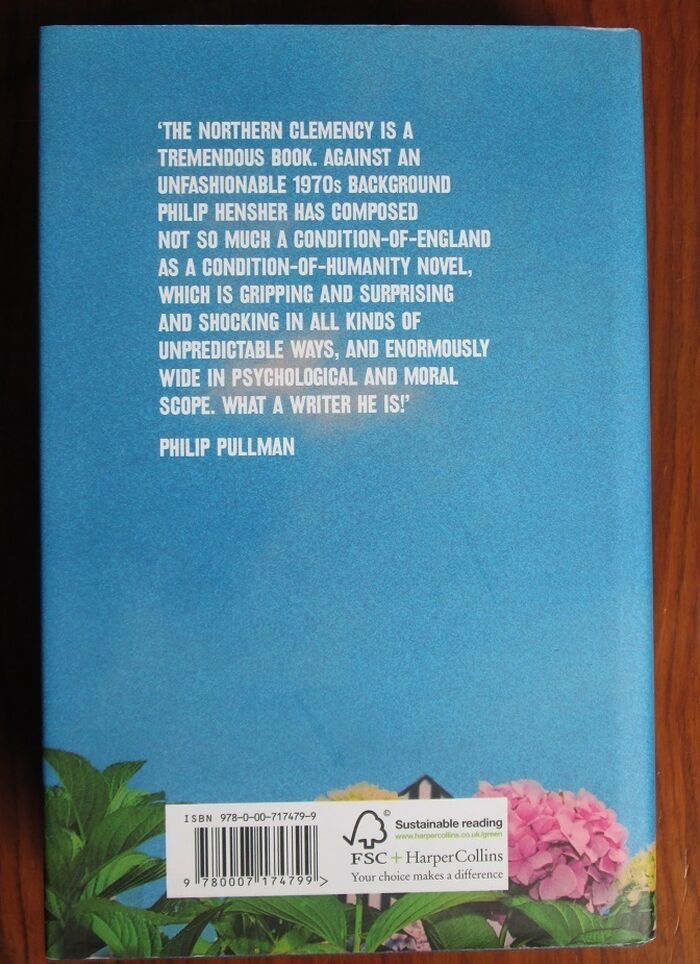 ‘THE NORTHERN CLEMENCY IS A
TREMENDOUS BOOK. AGAINST AN
UNFASHIONABLE 1970s BACKGROUND
PHILIP HENSHER HAS COMPOSED
NOT SO MUCH A CONDITION-OF-ENGLAND
AS A CONDITION-OF-HUMANITY NOVEL,
WHICH IS GRIPPING AND SURPRISING
AND SHOCKING IN ALL KINDS OF
UNPREDICTABLE WAYS, AND ENORMOUSLY
WIDE IN PSYCHOLOGICAL AND MORAL
SCOPE. WHAT A WRITER HE IS!’
PHILIP PULLMAN
ISBN 978-0-00-717479-9
9 780007 174799 >
©
Sustainable reading
www.harpercollins.co.uk/green
FSC + HarperCollins
Your choice makes a difference